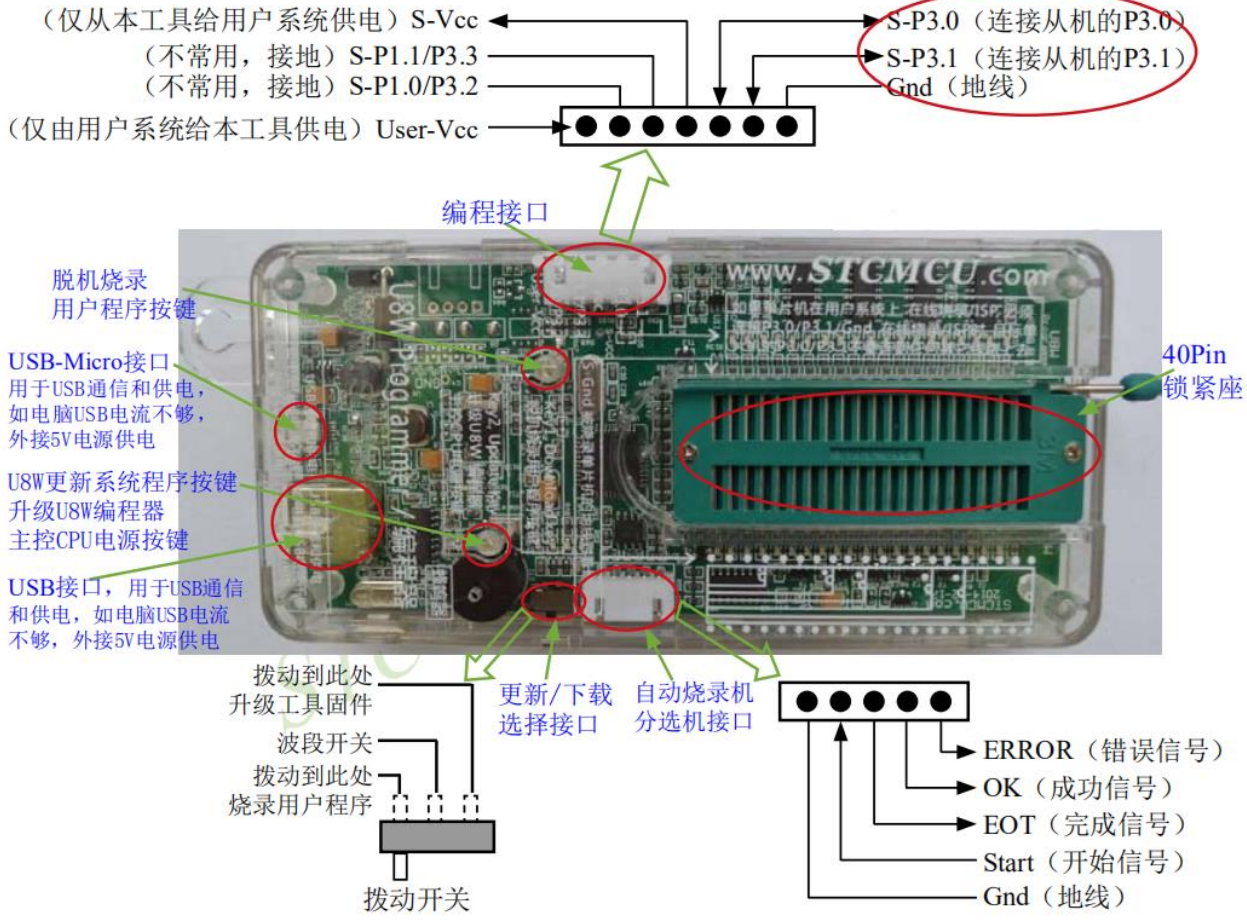 （仅从本工具给用户系统供电）S-Vcc
（不常用，接地）S-P1.1/P3.3
（不常用，接地）S-P1.0/P3.2
（仅由用户系统给本工具供电）User-Vcc
S-P3.0（连接从机的P3.0）
S-P3.1（连接从机的P3.1）
Gnd（地线）
编程接口
脱机烧录
用户程序按键
USB-Micro接口
用于USB通信和供电，
如电脑USB电流不够，
外接5V电源供电
U8W更新系统程序按键
升级U8W编程器
主控CPU电源按键
USB接口，用于USB通信
和供电，如电脑USB电流
不够，外接5V电源供电
www.STCMCU.com
U8W programmer
40Pin
锁紧座
拨动到此处
升级工具固件
波段开关
拨动到此处
烧录用户程序
拨动开关
更新/下载
选择接口
自动烧录机
分选机接口
ERROR（错误信号）
OK（成功信号）
EOT（完成信号）
Start（开始信号）
Gnd（地线）